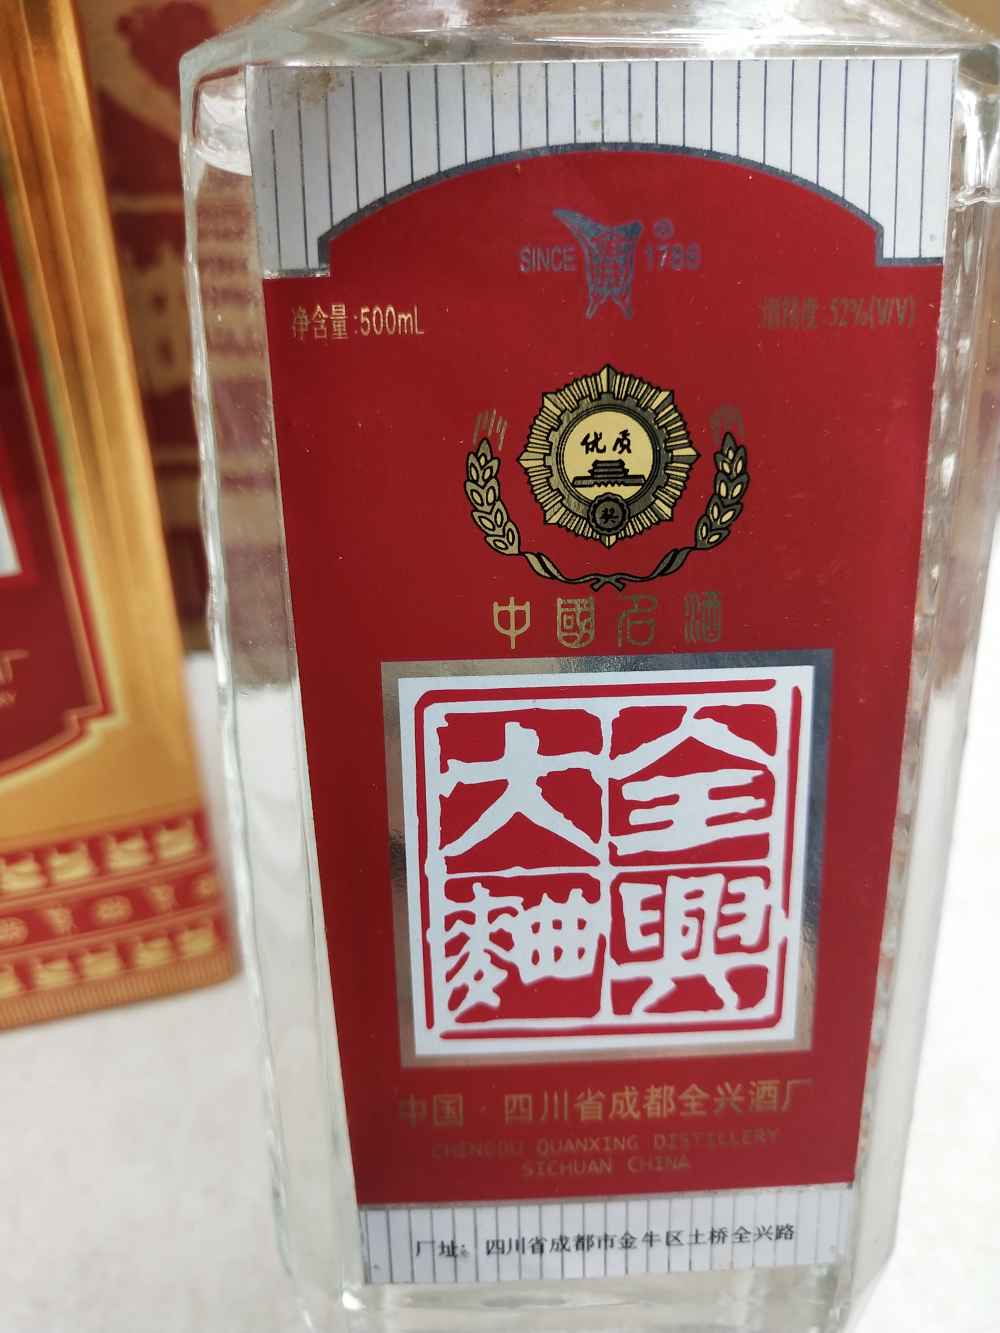 SINCE 1786
净含量:500mL
酒精度:52%(V/V)
优质
奖
中國名酒
全興
大麯
中国·四川省成都全兴酒厂
CHENGDU QUANXING DISTILLERY
SICHUAN CHINA
厂址：四川省成都市金牛区土桥全兴路